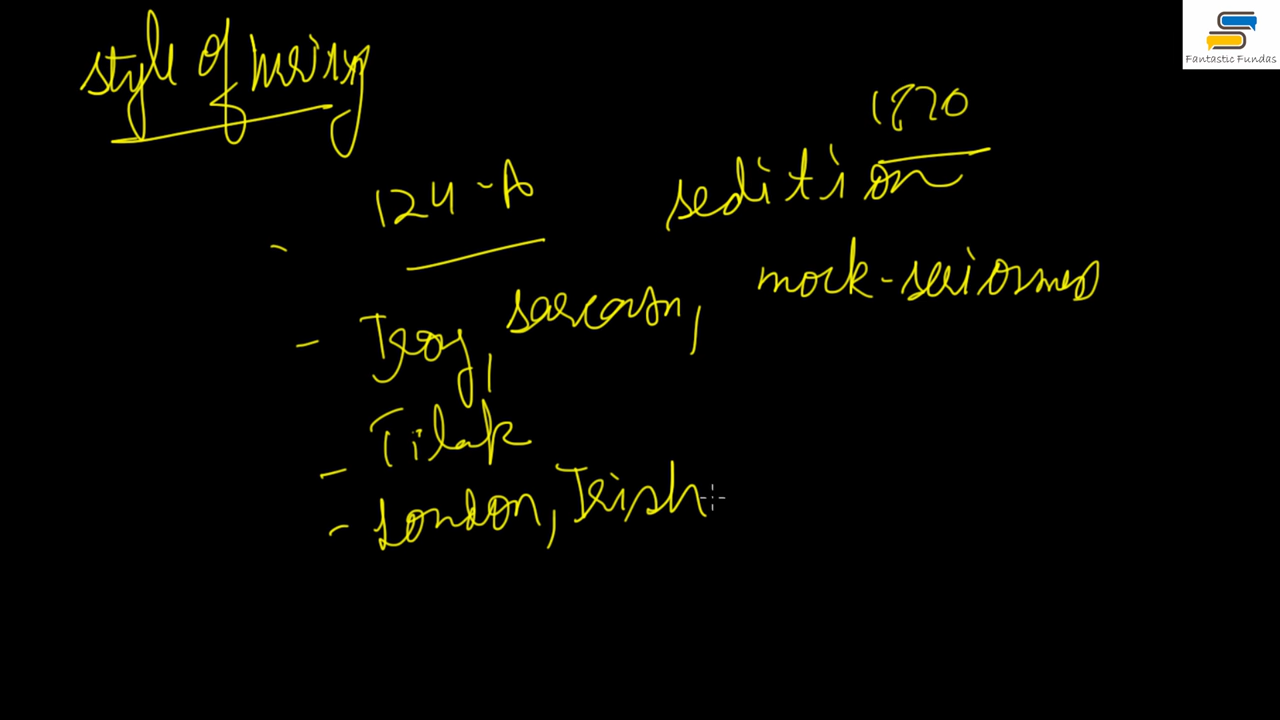 style of writing
1870
124-A sedition
- Irony, sarcasm, mock-seriousness
- Tilak
- London, Irish
Fantastic Fundas